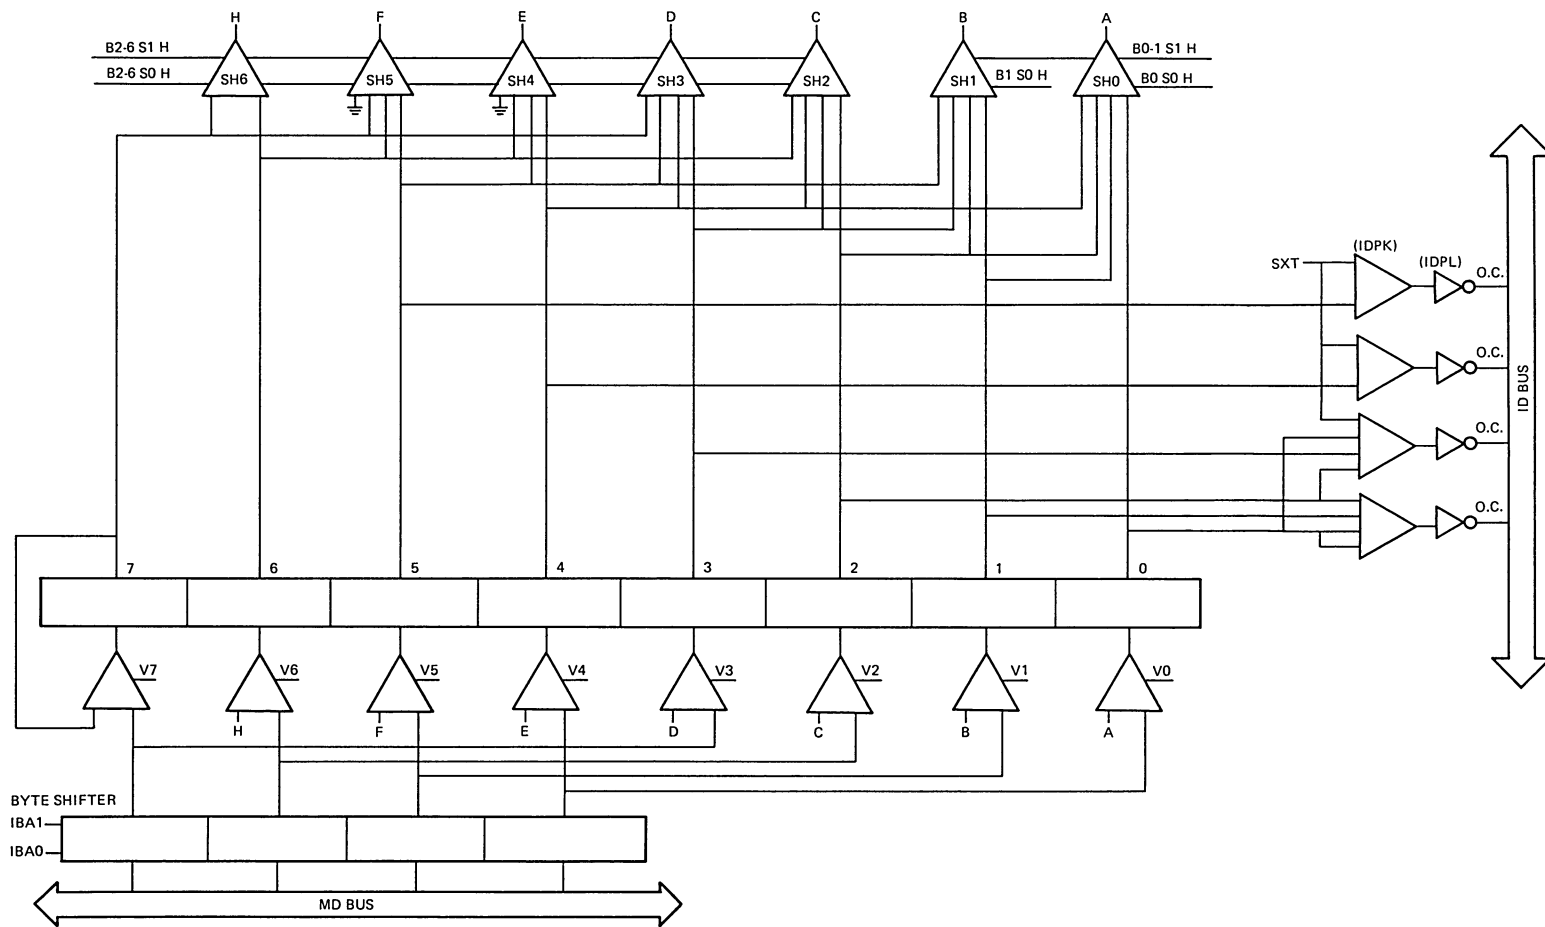 H F E D C B A
B2-6 S1 H
B0-1 S1 H
B2-6 S0 H
SH6 SH5 SH4 SH3 SH2 SH1 B1 S0 H SH0 B0 S0 H
(IDPK)
(IDPL)
SXT
O.C.
O.C.
O.C.
O.C.
ID BUS
7 6 5 4 3 2 1 0
V7 V6 V5 V4 V3 V2 V1 V0
H F E D C B A
BYTE SHIFTER
IBA1
IBA0
MD BUS